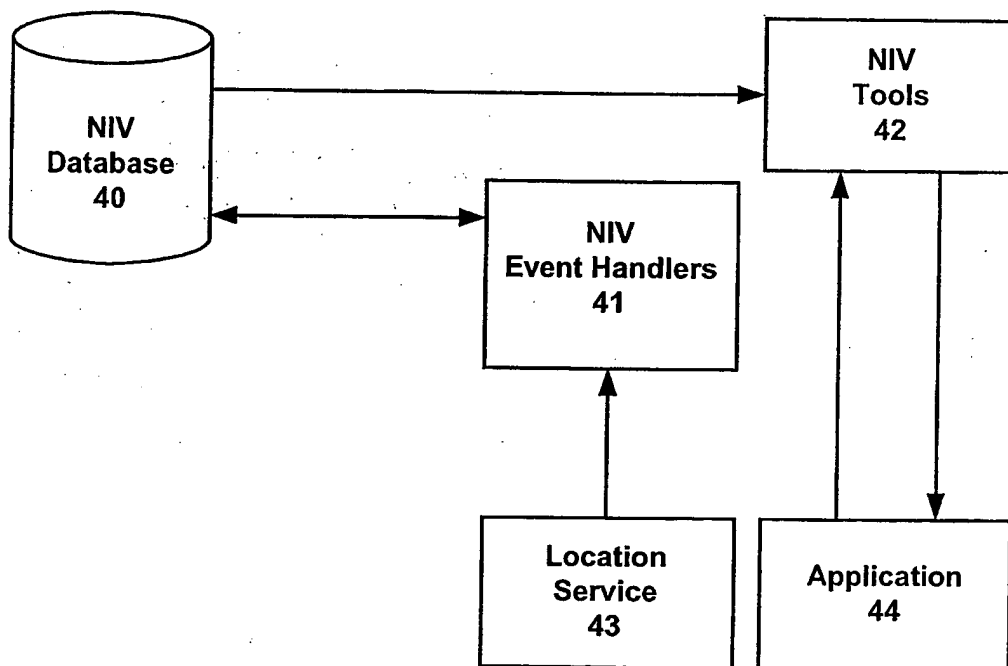 NIV
Database
40
NIV
Tools
42
NIV
Event Handlers
41
Location
Service
43
Application
44